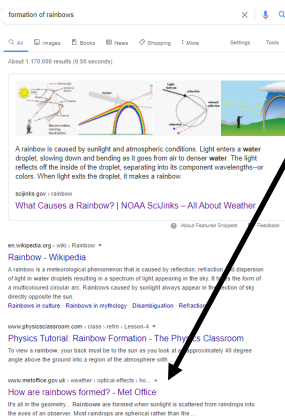 formation of rainbows
All Images Books News Shopping More Settings Tools
About 1,170,000 results (0.50 seconds)
A rainbow is caused by sunlight and atmospheric conditions. Light enters a water
droplet, slowing down and bending as it goes from air to denser water. The light
reflects off the inside of the droplet, separating into its component wavelengths--or
colors. When light exits the droplet, it makes a rainbow.
scijinks.gov › rainbow
What Causes a Rainbow? | NOAA SciJinks – All About Weather
About Featured Snippets Feedback
en.wikipedia.org › wiki › Rainbow
Rainbow - Wikipedia
A rainbow is a meteorological phenomenon that is caused by reflection, refraction and dispersion
of light in water droplets resulting in a spectrum of light appearing in the sky. It takes the form of
a multicoloured circular arc. Rainbows caused by sunlight always appear in the section of sky
directly opposite the sun.
Rainbows in culture · Rainbows in mythology · Disambiguation · Refraction
www.physicsclassroom.com › class › refrn › Lesson-4
Physics Tutorial: Rainbow Formation - The Physics Classroom
To view a rainbow, your back must be to the sun as you look at an approximately 40 degree
angle above the ground into a region of the atmosphere with
www.metoffice.gov.uk › weather › optical-effects › ho...
How are rainbows formed? - Met Office
It's all in the geometry ... Rainbows are formed when sunlight is scattered from raindrops into
the eyes of an observer. Most raindrops are spherical rather than the ...